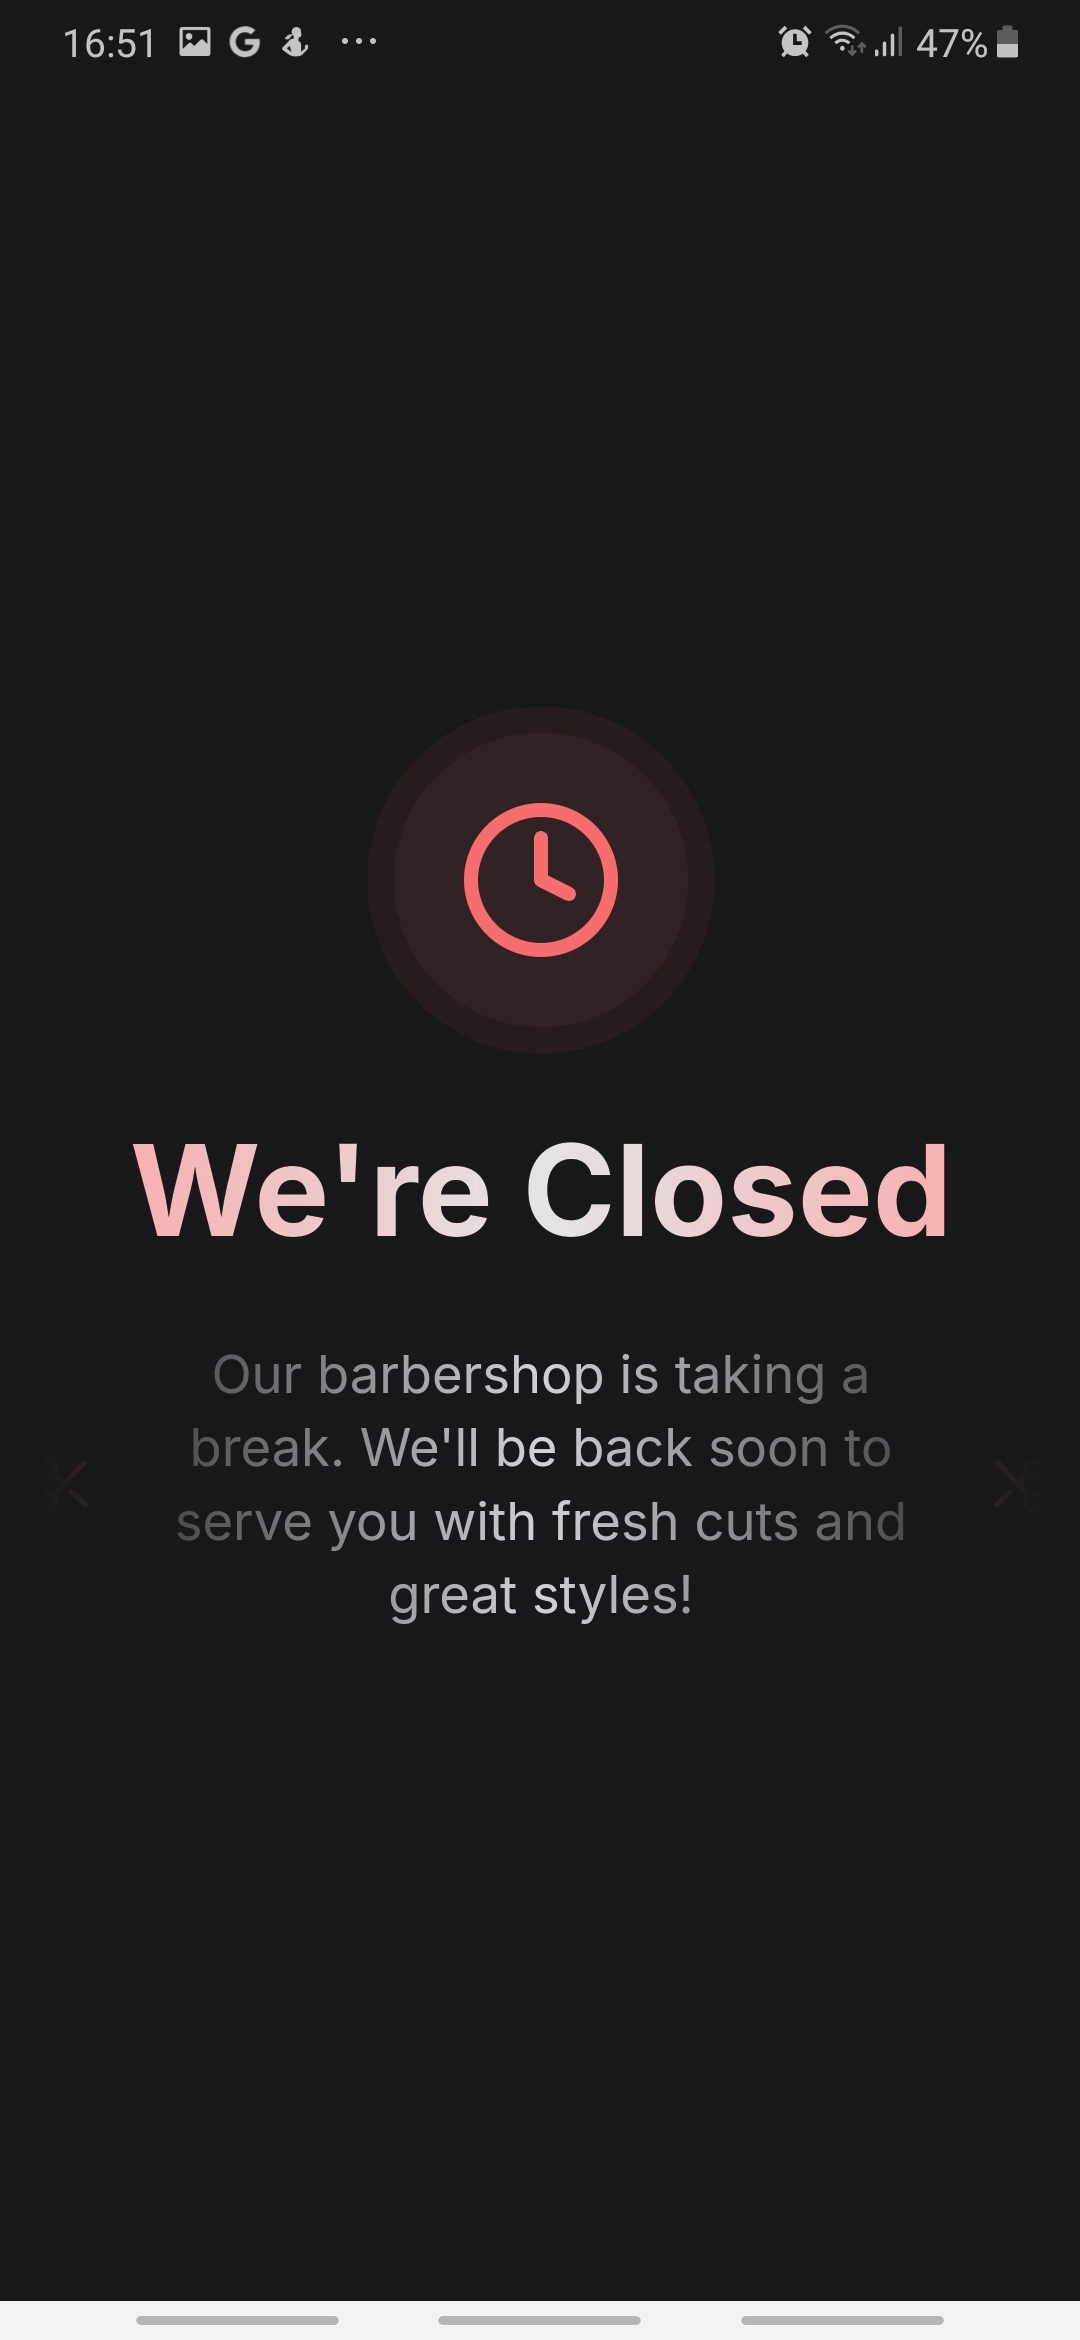 16:51
47%
We're Closed
Our barbershop is taking a
break. We'll be back soon to
serve you with fresh cuts and
great styles!